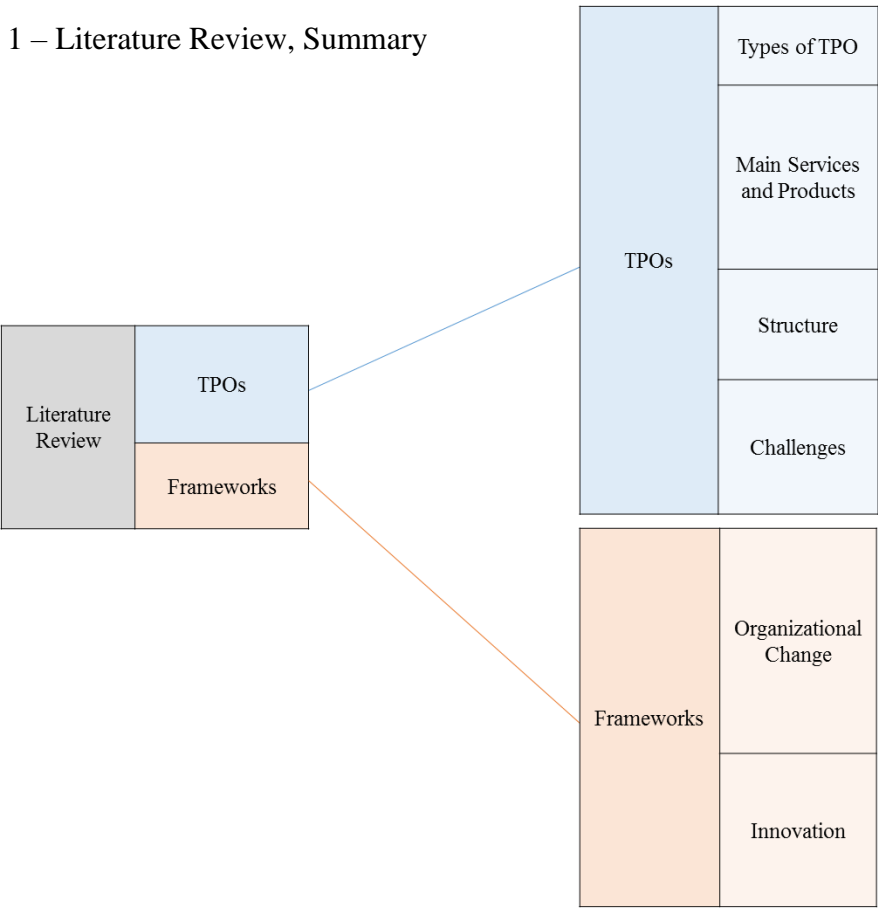 1 – Literature Review, Summary
Literature
Review
TPOs
Frameworks
TPOs
Types of TPO
Main Services
and Products
Structure
Challenges
Frameworks
Organizational
Change
Innovation